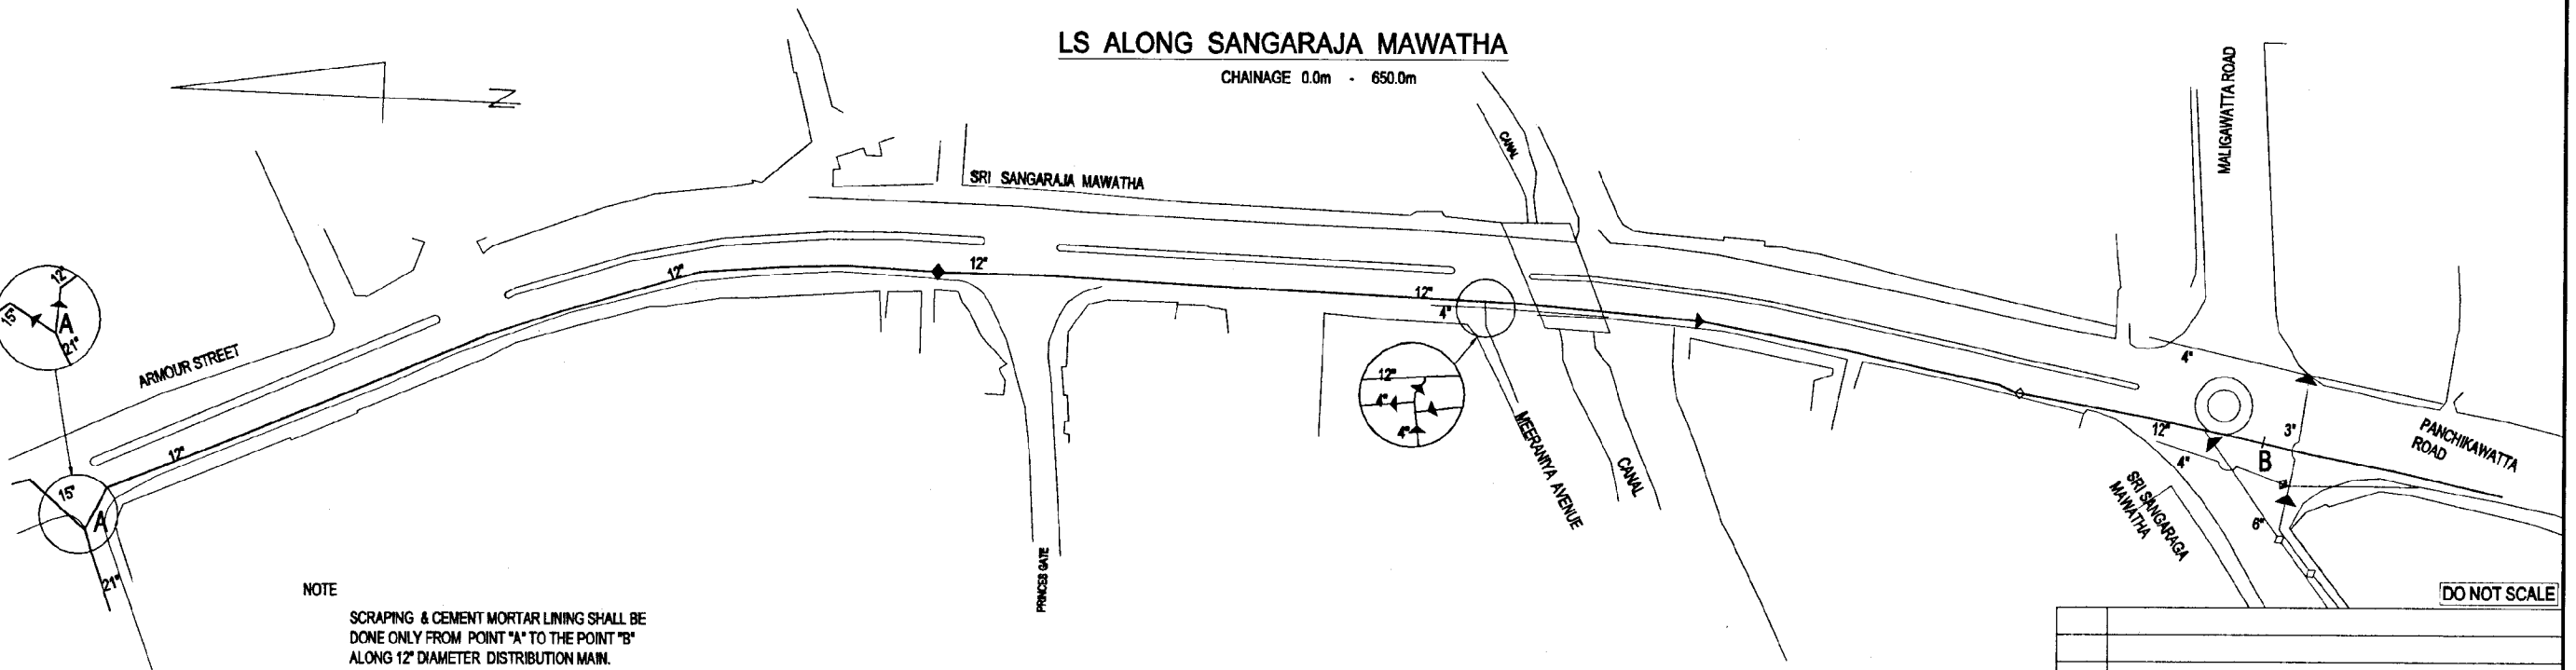 LS ALONG SANGARAJA MAWATHA
CHAINAGE 0.0m - 650.0m
N
MALIGAWATTA ROAD
CANAL
SRI SANGARAJA MAWATHA
12"
15"
A
21"
12"
12"
12"
4"
ARMOUR STREET
12"
4"
4"
12"
15"
A
21"
MEERANIYA AVENUE
CANAL
PRINCES GATE
4"
12"
3"
B
4"
6"
PANCHIKAWATTA
ROAD
SRI SANGARAGA
MAWATHA
NOTE
SCRAPING & CEMENT MORTAR LINING SHALL BE
DONE ONLY FROM POINT "A" TO THE POINT "B"
ALONG 12" DIAMETER DISTRIBUTION MAIN.
DO NOT SCALE